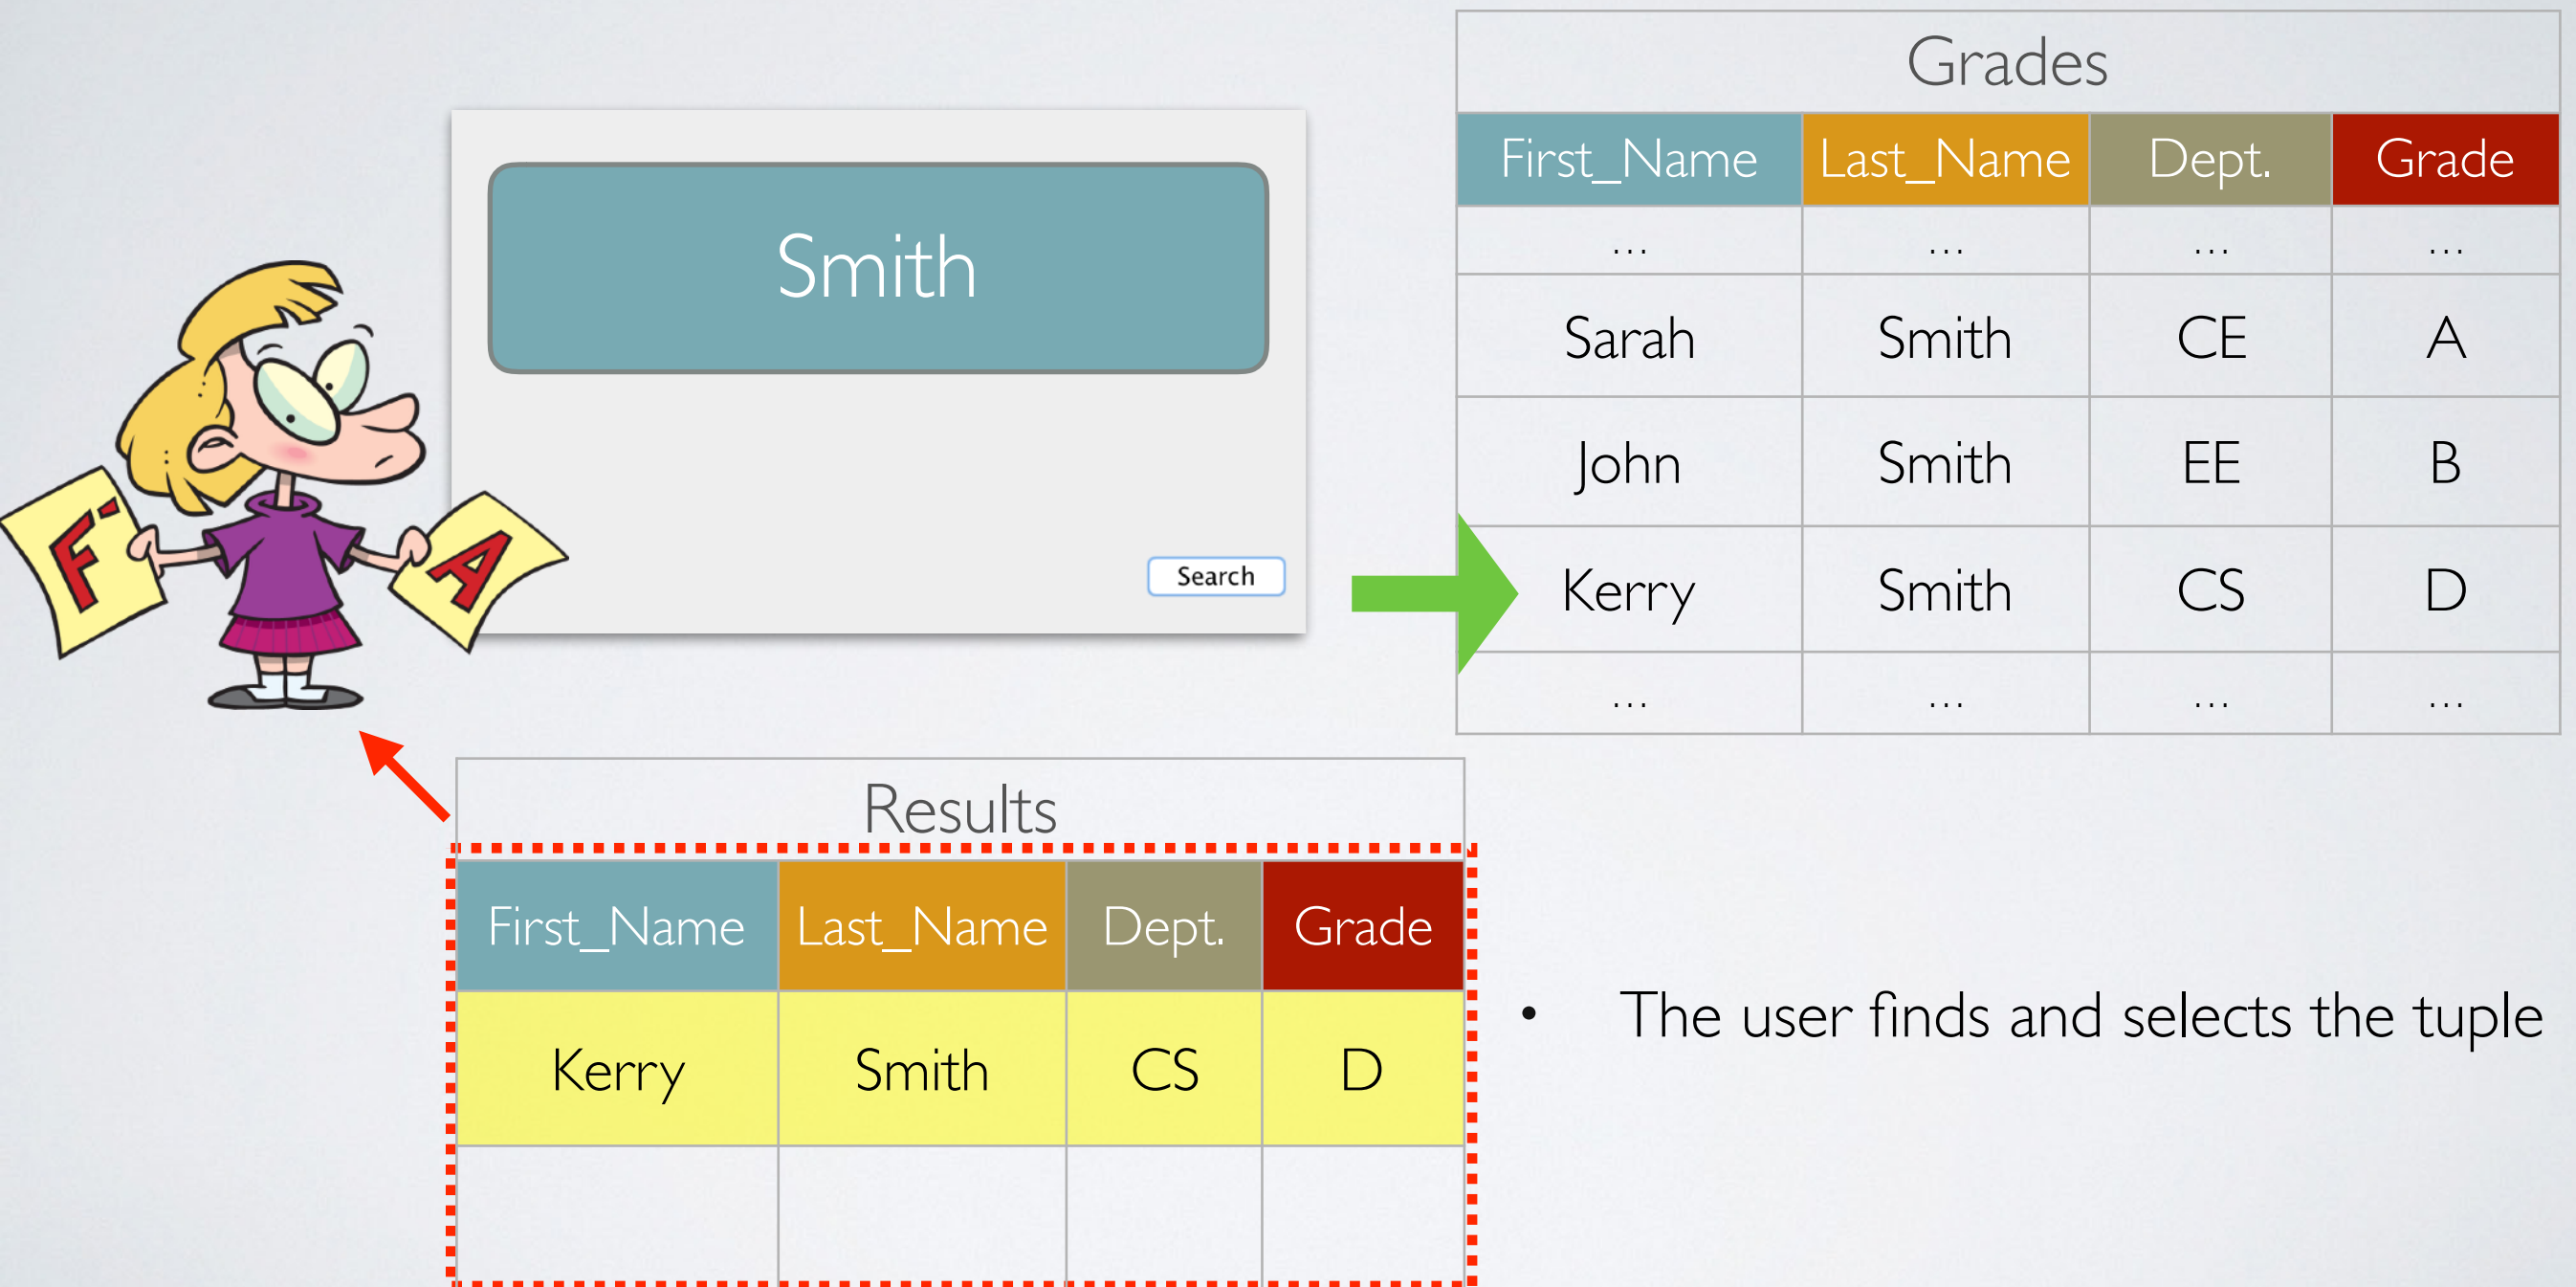 Grades
First_Name Last_Name Dept. Grade
... ... ... ...
Sarah Smith CE A
John Smith EE B
Kerry Smith CS D
... ... ... ...
Smith
Search
F-
A
Results
First_Name Last_Name Dept. Grade
Kerry Smith CS D
• The user finds and selects the tuple